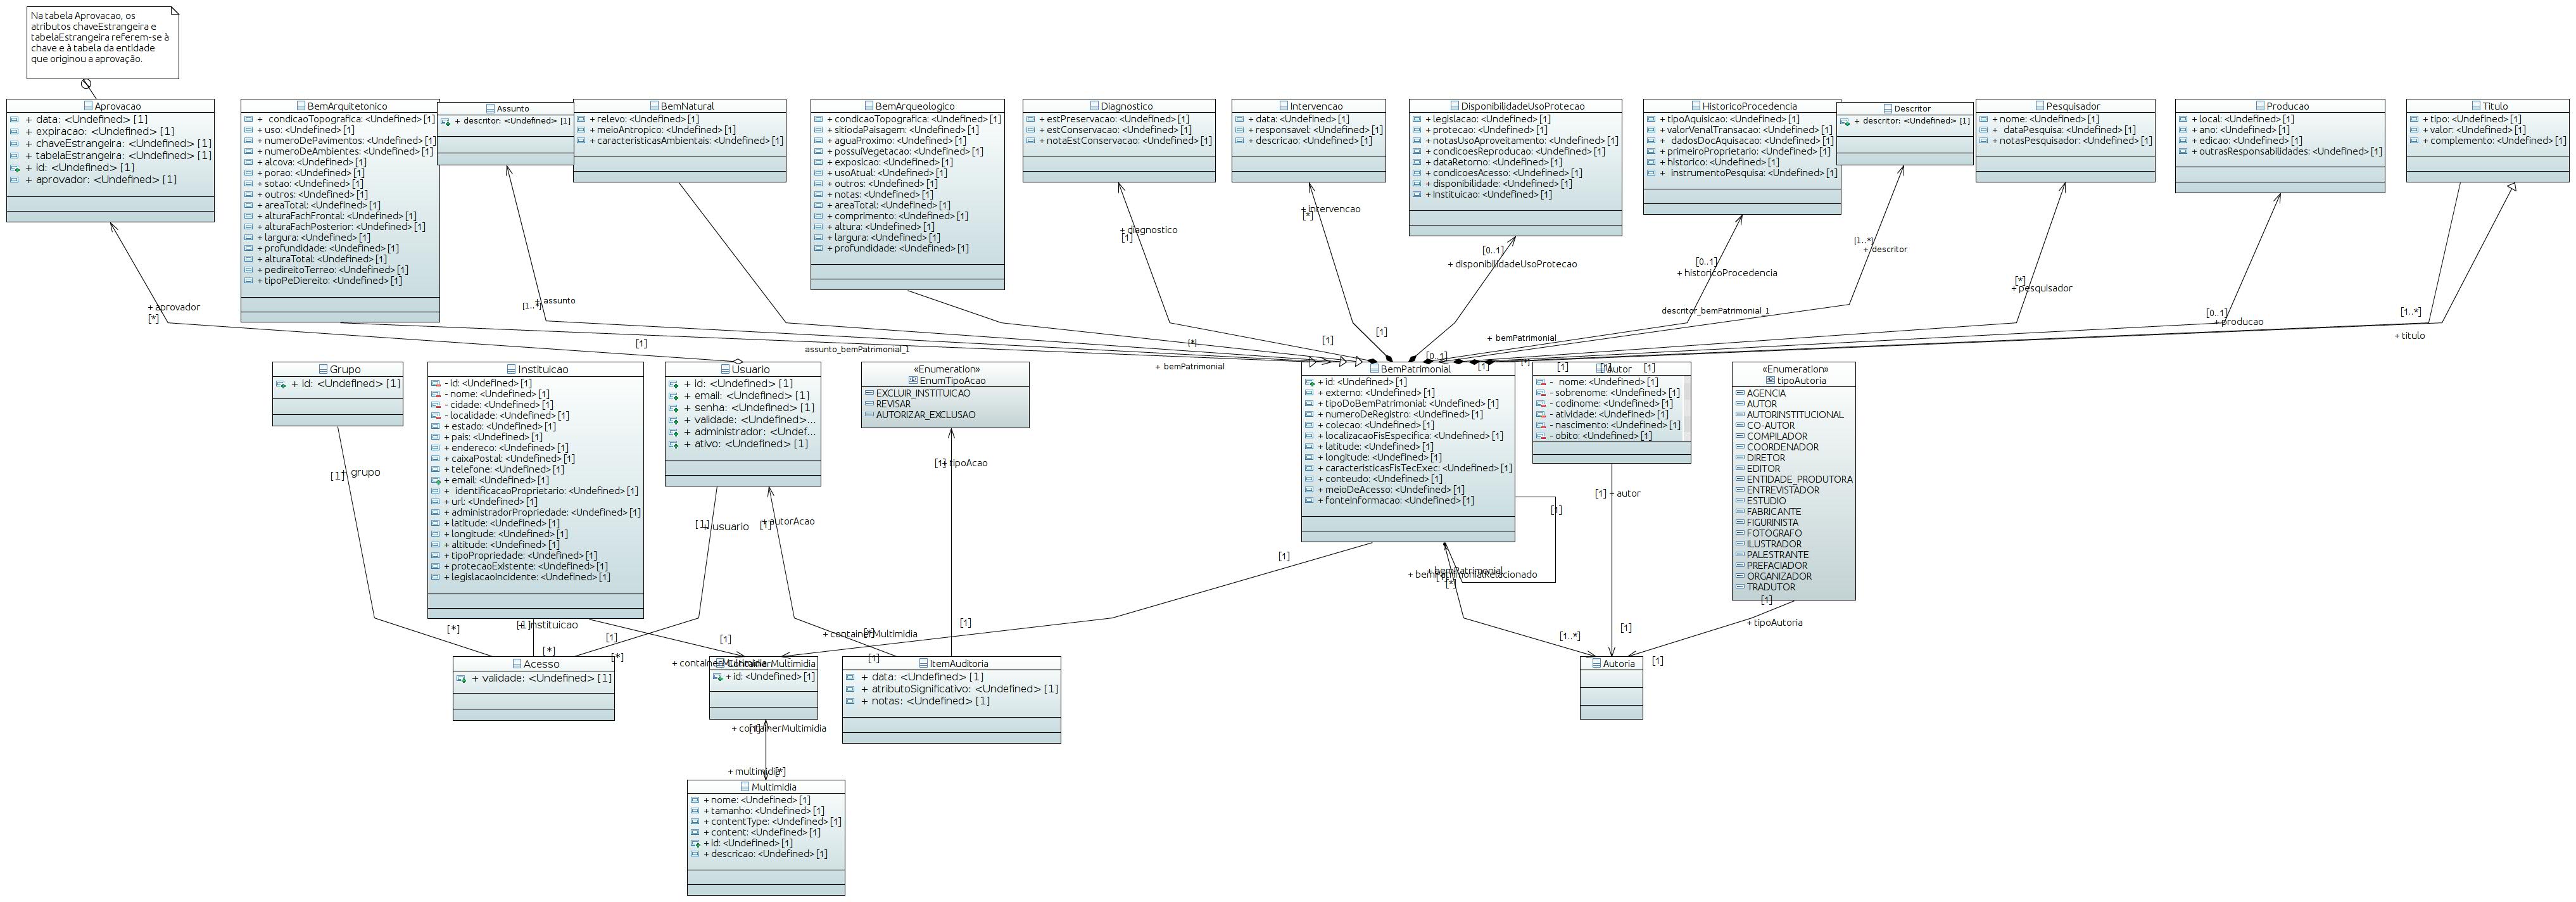 Na tabela Aprovacao, os
atributos chaveEstrangeira e
tabelaEstrangeira referem-se à
chave e à tabela da entidade
que originou a aprovação.
Aprovacao
+ data: <Undefined> [1]
+ expiracao: <Undefined> [1]
+ chaveEstrangeira: <Undefined> [1]
+ tabelaEstrangeira: <Undefined> [1]
+ id: <Undefined> [1]
+ aprovador: <Undefined> [1]
BemArquitetonico
+ condicaoTopografica: <Undefined> [1]
+ uso: <Undefined> [1]
+ numeroDePavimentos: <Undefined> [1]
+ numeroDeAmbientes: <Undefined> [1]
+ alcova: <Undefined> [1]
+ porao: <Undefined> [1]
+ sotao: <Undefined> [1]
+ outros: <Undefined> [1]
+ areaTotal: <Undefined> [1]
+ alturaFachFrontal: <Undefined> [1]
+ alturaFachPosterior: <Undefined> [1]
+ largura: <Undefined> [1]
+ profundidade: <Undefined> [1]
+ alturaTotal: <Undefined> [1]
+ pedireitoTerreo: <Undefined> [1]
+ tipoPeDiereito: <Undefined> [1]
Assunto
+ descritor: <Undefined> [1]
BemNatural
+ relevo: <Undefined> [1]
+ meioAntropico: <Undefined> [1]
+ caracteristicasAmbientais: <Undefined> [1]
BemArqueologico
+ condicaoTopografica: <Undefined> [1]
+ sitiodaPaisagem: <Undefined> [1]
+ aguaProximo: <Undefined> [1]
+ possuiVegetacao: <Undefined> [1]
+ exposicao: <Undefined> [1]
+ usoAtual: <Undefined> [1]
+ outros: <Undefined> [1]
+ notas: <Undefined> [1]
+ areaTotal: <Undefined> [1]
+ comprimento: <Undefined> [1]
+ altura: <Undefined> [1]
+ largura: <Undefined> [1]
+ profundidade: <Undefined> [1]
Diagnostico
+ estPreservacao: <Undefined> [1]
+ estConservacao: <Undefined> [1]
+ notaEstConservacao: <Undefined> [1]
Intervencao
+ data: <Undefined> [1]
+ responsavel: <Undefined> [1]
+ descricao: <Undefined> [1]
DisponibilidadeUsoProtecao
+ legislacao: <Undefined> [1]
+ protecao: <Undefined> [1]
+ notasUsoAproveitamento: <Undefined> [1]
+ condicoesReproducao: <Undefined> [1]
+ dataRetorno: <Undefined> [1]
+ condicoesAcesso: <Undefined> [1]
+ disponibilidade: <Undefined> [1]
+ Instituicao: <Undefined> [1]
HistoricoProcedencia
+ tipoAquisicao: <Undefined> [1]
+ valorVenalTransacao: <Undefined> [1]
+ dadosDocAquisacao: <Undefined> [1]
+ primeiroProprietario: <Undefined> [1]
+ historico: <Undefined> [1]
+ instrumentoPesquisa: <Undefined> [1]
Descritor
+ descritor: <Undefined> [1]
Pesquisador
+ nome: <Undefined> [1]
+ dataPesquisa: <Undefined> [1]
+ notasPesquisador: <Undefined> [1]
Producao
+ local: <Undefined> [1]
+ ano: <Undefined> [1]
+ edicao: <Undefined> [1]
+ outrasResponsabilidades: <Undefined> [1]
Titulo
+ tipo: <Undefined> [1]
+ valor: <Undefined> [1]
+ complemento: <Undefined> [1]
+ aprovador
[*]
[1]
+ assunto
[1..*]
assunto_bemPatrimonial_1
[*]
+ bemPatrimonial
+ diagnostico
[1]
[1]
+ intervencao
[*]
[1]
[0..1]
+ disponibilidadeUsoProtecao
[0..1]
+ historicoProcedencia
[1..*]
+ descritor
descritor_bemPatrimonial_1
+ bemPatrimonial
[*]
+ pesquisador
[0..1]
+ producao
[1..*]
+ titulo
[0..1]
[1]
[*]
[1]
[1]
[1]
Grupo
+ id: <Undefined> [1]
Instituicao
- id: <Undefined> [1]
- nome: <Undefined> [1]
- cidade: <Undefined> [1]
- localidade: <Undefined> [1]
+ estado: <Undefined> [1]
+ pais: <Undefined> [1]
+ endereco: <Undefined> [1]
+ caixaPostal: <Undefined> [1]
+ telefone: <Undefined> [1]
+ email: <Undefined> [1]
+ identificacaoProprietario: <Undefined> [1]
+ url: <Undefined> [1]
+ administradorPropriedade: <Undefined> [1]
+ latitude: <Undefined> [1]
+ longitude: <Undefined> [1]
+ altitude: <Undefined> [1]
+ tipoPropriedade: <Undefined> [1]
+ protecaoExistente: <Undefined> [1]
+ legislacaoIncidente: <Undefined> [1]
Usuario
+ id: <Undefined> [1]
+ email: <Undefined> [1]
+ senha: <Undefined> [1]
+ validade: <Undefined>...
+ administrador: <Undef...
+ ativo: <Undefined> [1]
«Enumeration»
EnumTipoAcao
EXCLUIR_INSTITUICAO
REVISAR
AUTORIZAR_EXCLUSAO
BemPatrimonial
+ id: <Undefined> [1]
+ externo: <Undefined> [1]
+ tipoDoBemPatrimonial: <Undefined> [1]
+ numeroDeRegistro: <Undefined> [1]
+ colecao: <Undefined> [1]
+ localizacaoFisEspecifica: <Undefined> [1]
+ latitude: <Undefined> [1]
+ longitude: <Undefined> [1]
+ caracteristicasFisTecExec: <Undefined> [1]
+ conteudo: <Undefined> [1]
+ meioDeAcesso: <Undefined> [1]
+ fonteInformacao: <Undefined> [1]
Autor
- nome: <Undefined> [1]
- sobrenome: <Undefined> [1]
- codinome: <Undefined> [1]
- atividade: <Undefined> [1]
- nascimento: <Undefined> [1]
- obito: <Undefined> [1]
«Enumeration»
tipoAutoria
AGENCIA
AUTOR
AUTORINSTITUCIONAL
CO-AUTOR
COMPILADOR
COORDENADOR
DIRETOR
EDITOR
ENTIDADE_PRODUTORA
ENTREVISTADOR
ESTUDIO
FABRICANTE
FIGURINISTA
FOTOGRAFO
ILUSTRADOR
PALESTRANTE
PREFACIADOR
ORGANIZADOR
TRADUTOR
[1]
+ grupo
[*]
[1]
+ usuario
[1]
+ autorAcao
[1]
+ tipoAcao
[1]
[1]
- autor
[1]
[1]
[1]
+ bemPatrimonial
+ bemPatrimonialRelacionado
[*]
[1..*]
[1]
+ tipoAutoria
[1]
[1]
+ Instituicao
[*]
[1]
[*]
[1]
+ containerMultimidia
+ containerMultimidia
[*]
[1]
Acesso
+ validade: <Undefined> [1]
ContainerMultimidia
+ id: <Undefined> [1]
ItemAuditoria
+ data: <Undefined> [1]
+ atributoSignificativo: <Undefined> [1]
+ notas: <Undefined> [1]
Autoria
[1]
+ containerMultimidia
+ multimidia
[*]
Multimidia
+ nome: <Undefined> [1]
+ tamanho: <Undefined> [1]
+ contentType: <Undefined> [1]
+ content: <Undefined> [1]
+ id: <Undefined> [1]
+ descricao: <Undefined> [1]